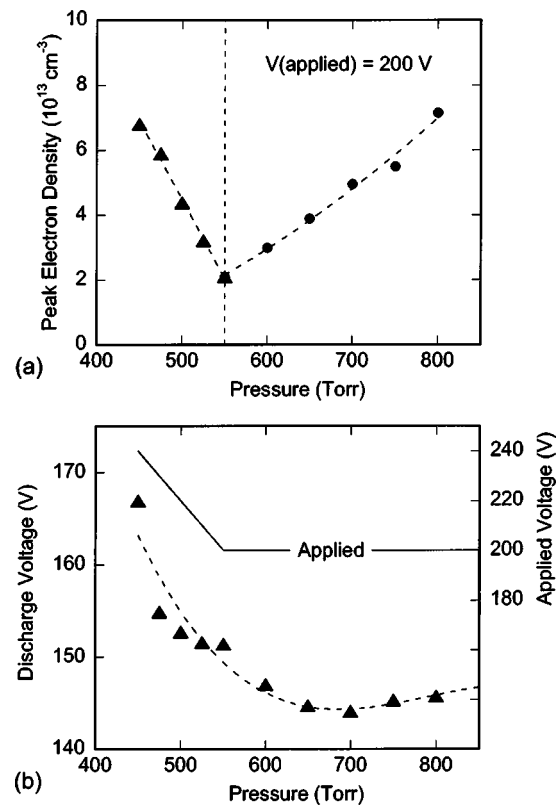 10
8
6
4
2
0
Peak Electron Density (10¹³ cm⁻³)
V(applied) = 200 V
400 500 600 700 800
Pressure (Torr)
(a)
170
160
150
140
Discharge Voltage (V)
Applied
240
220
200
180
Applied Voltage (V)
400 500 600 700 800
Pressure (Torr)
(b)